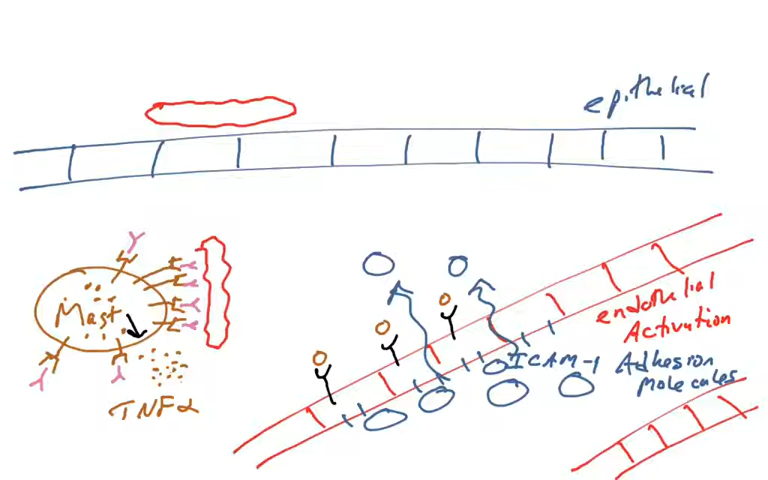 epithelial
Mast
TNFα
endothelial
Activation
ICAM-1 Adhesion
molecules